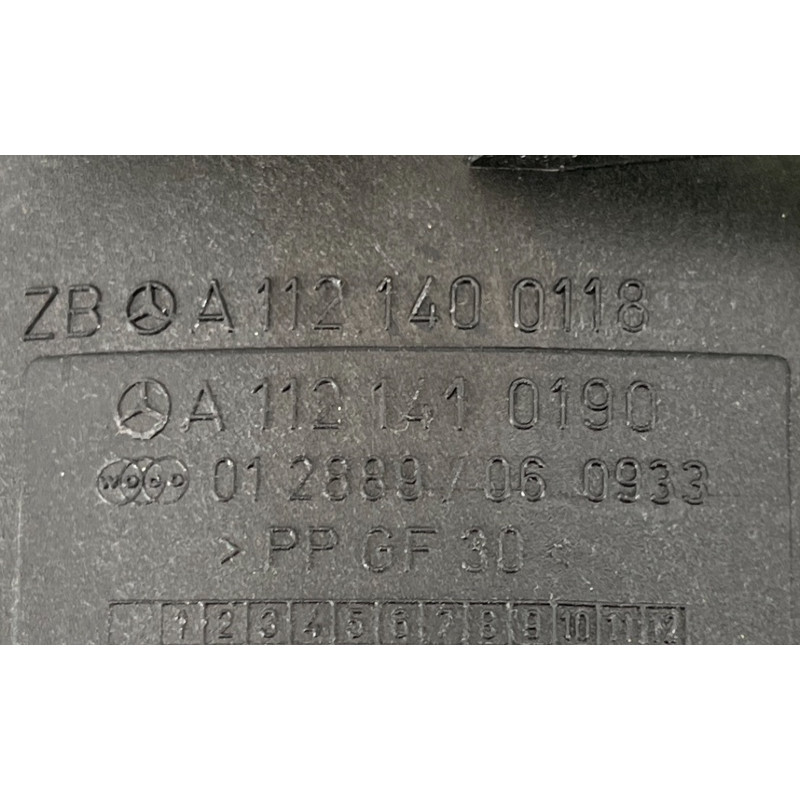 ZB A 112 140 0118
A 112 141 0190
01 2889/06 0933
> PP GF 30 <
1 2 3 4 5 6 7 8 9 10 11 12